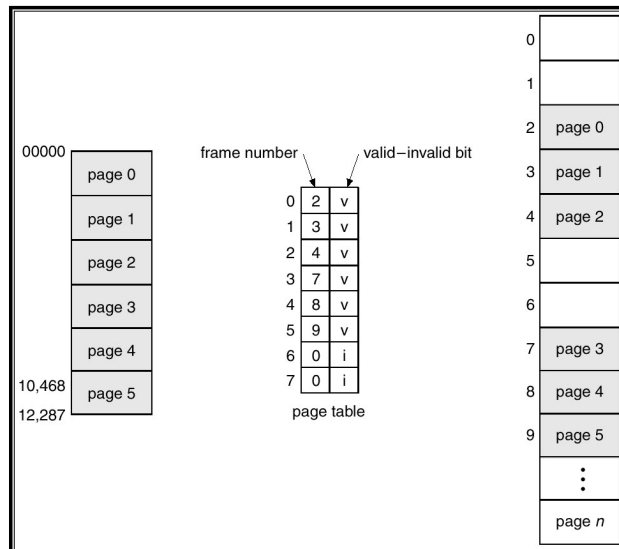 00000
page 0
page 1
page 2
page 3
page 4
page 5
10,468
12,287
frame number
valid–invalid bit
0 2 v
1 3 v
2 4 v
3 7 v
4 8 v
5 9 v
6 0 i
7 0 i
page table
0
1
2 page 0
3 page 1
4 page 2
5
6
7 page 3
8 page 4
9 page 5
⋮
page n